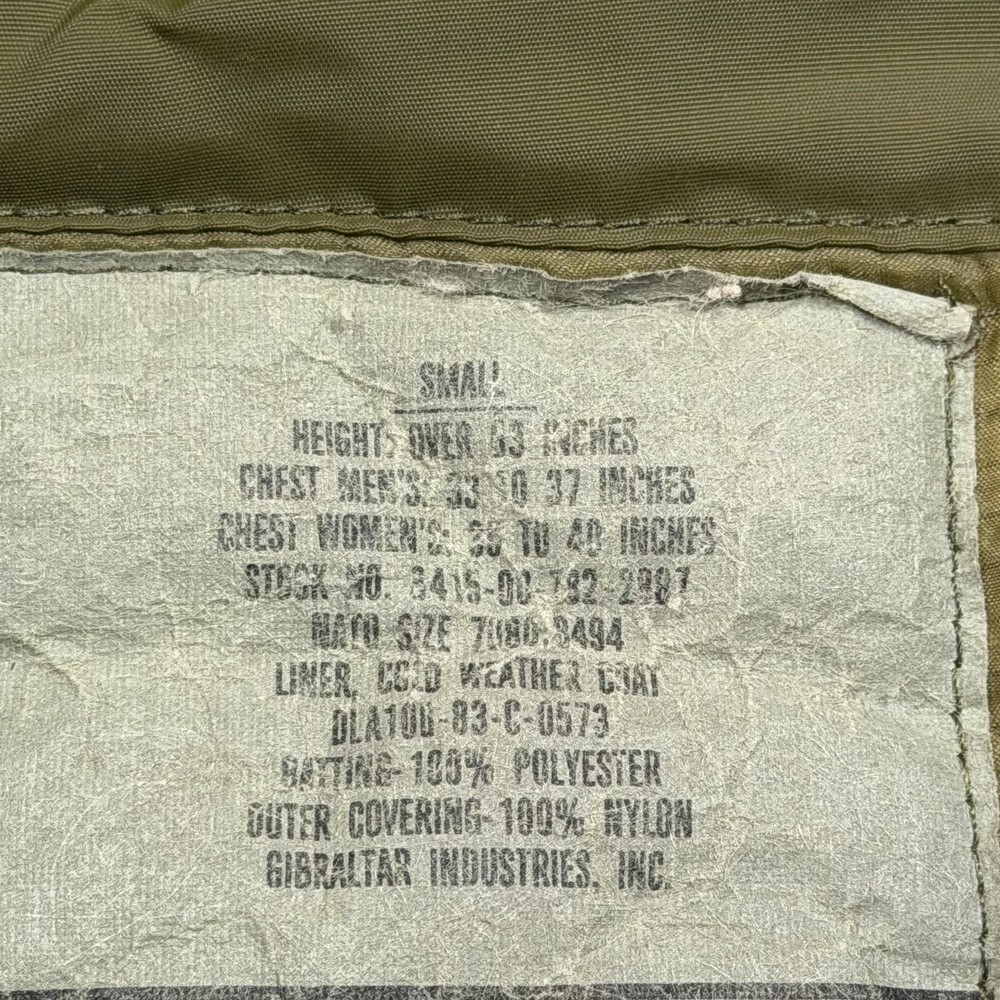 SMALL
HEIGHT: OVER 63 INCHES
CHEST MEN'S: 33 TO 37 INCHES
CHEST WOMEN'S: 35 TO 40 INCHES
STOCK NO. 8415-00-782-2887
NATO SIZE 7080-9494
LINER, COLD WEATHER COAT
DLA100-83-C-0573
BATTING-100% POLYESTER
OUTER COVERING-100% NYLON
GIBRALTAR INDUSTRIES, INC.